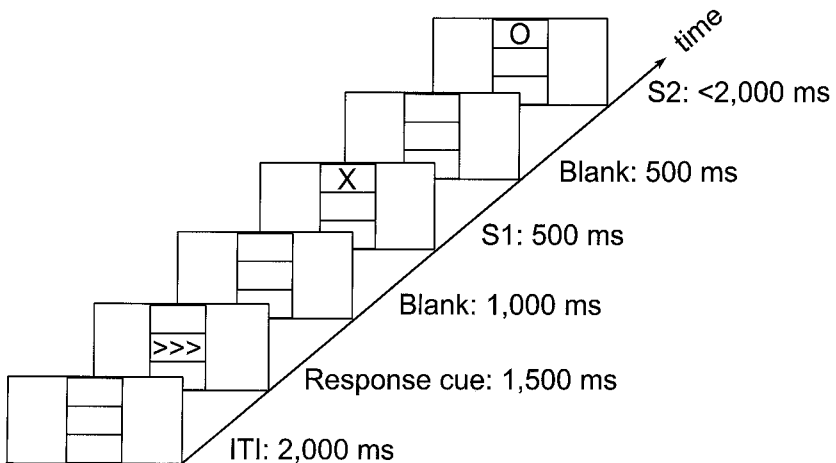 O
time
S2: <2,000 ms
Blank: 500 ms
X
S1: 500 ms
Blank: 1,000 ms
>>>
Response cue: 1,500 ms
ITI: 2,000 ms